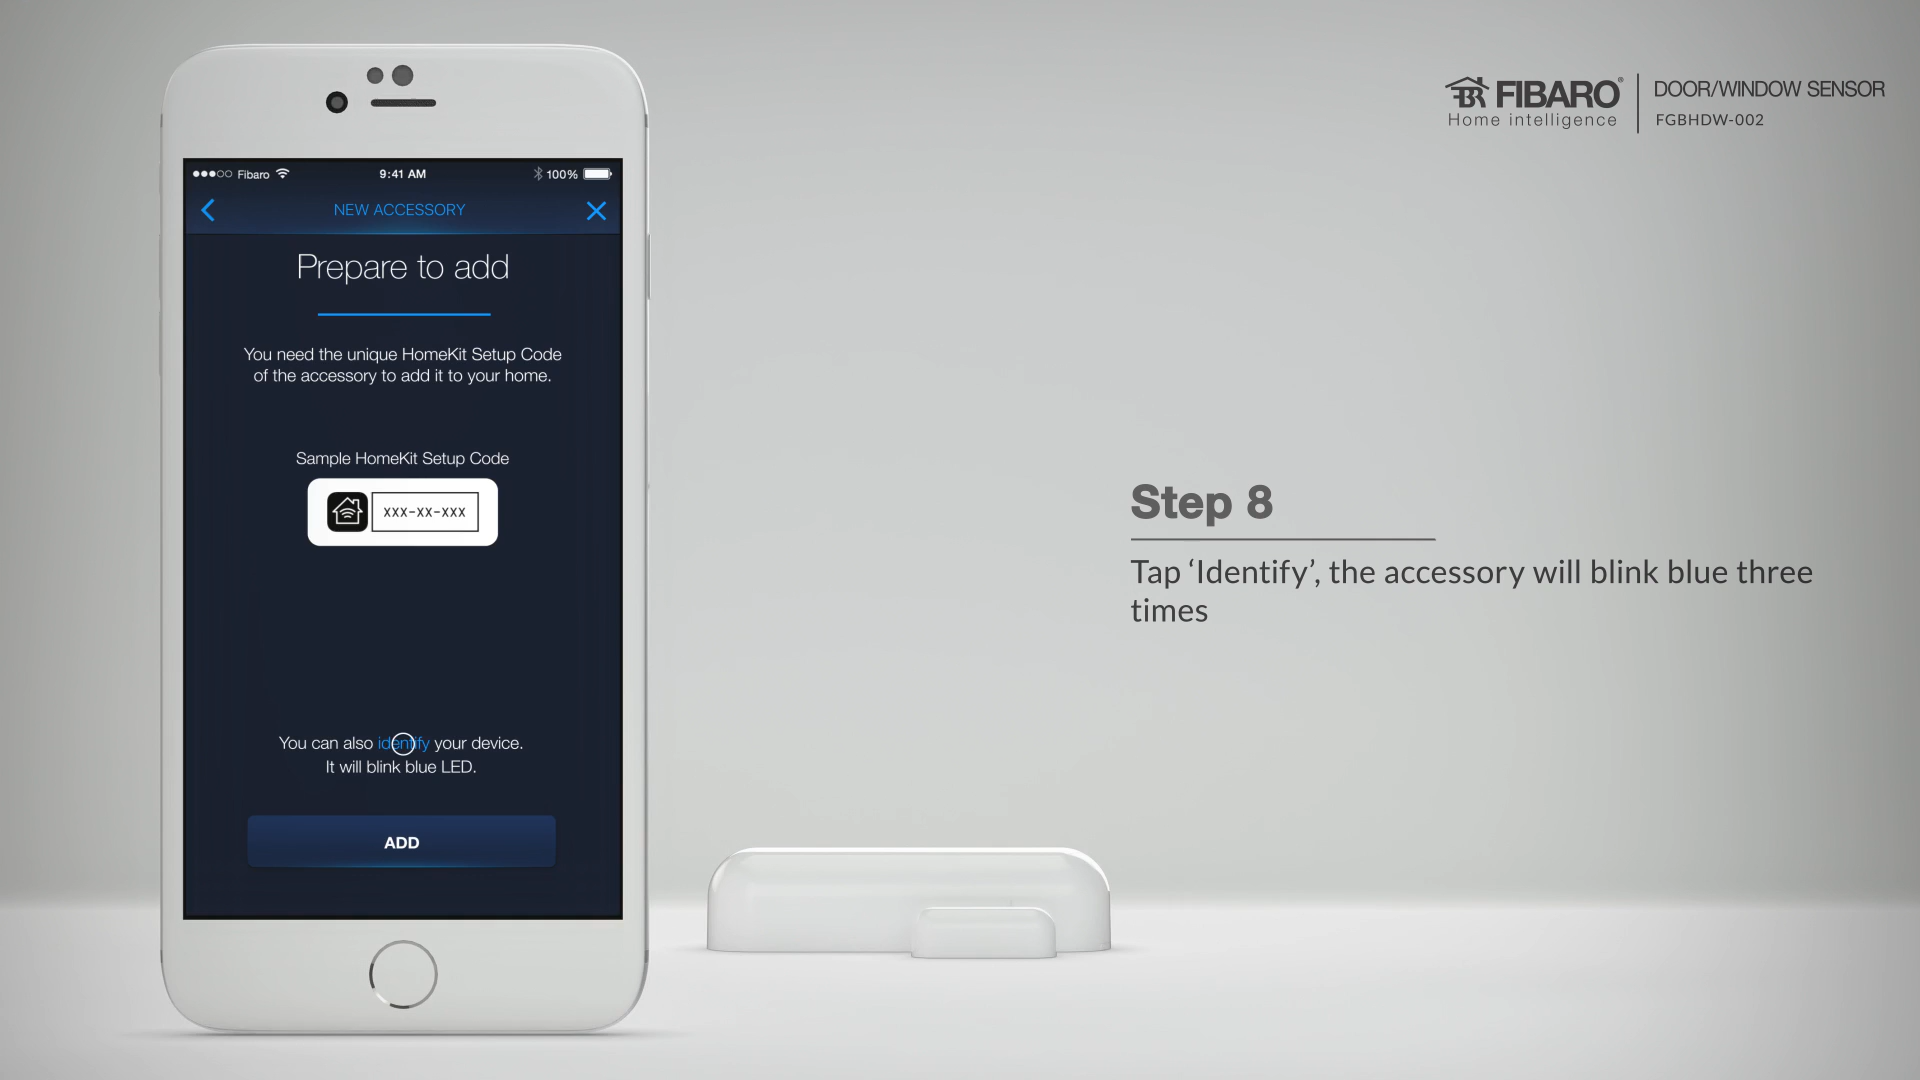 Fibaro
9:41 AM
100%
NEW ACCESSORY
Prepare to add
You need the unique HomeKit Setup Code
of the accessory to add it to your home.
Sample HomeKit Setup Code
XXX-XX-XXX
You can also identify your device.
It will blink blue LED.
ADD
FIBARO®
Home intelligence
DOOR/WINDOW SENSOR
FGBHDW-002
Step 8
Tap ‘Identify’, the accessory will blink blue three
times